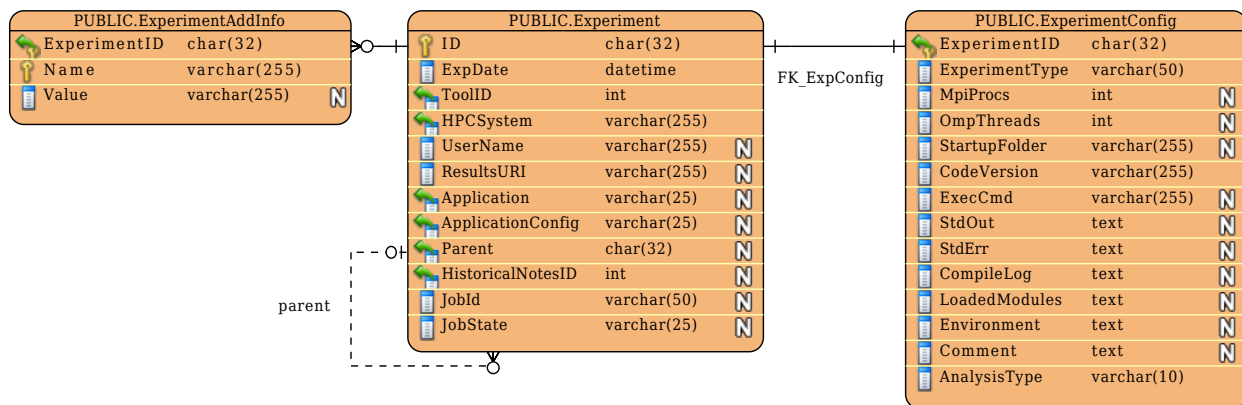 PUBLIC.ExperimentAddInfo
ExperimentID char(32)
Name varchar(255)
Value varchar(255) N
PUBLIC.Experiment
ID char(32)
ExpDate datetime
ToolID int
HPCSystem varchar(255)
UserName varchar(255) N
ResultsURI varchar(255) N
Application varchar(25) N
ApplicationConfig varchar(25) N
Parent char(32) N
HistoricalNotesID int N
JobId varchar(50) N
JobState varchar(25) N
parent
FK_ExpConfig
PUBLIC.ExperimentConfig
ExperimentID char(32)
ExperimentType varchar(50)
MpiProcs int N
OmpThreads int N
StartupFolder varchar(255) N
CodeVersion varchar(255)
ExecCmd varchar(255) N
StdOut text N
StdErr text N
CompileLog text N
LoadedModules text N
Environment text N
Comment text N
AnalysisType varchar(10)